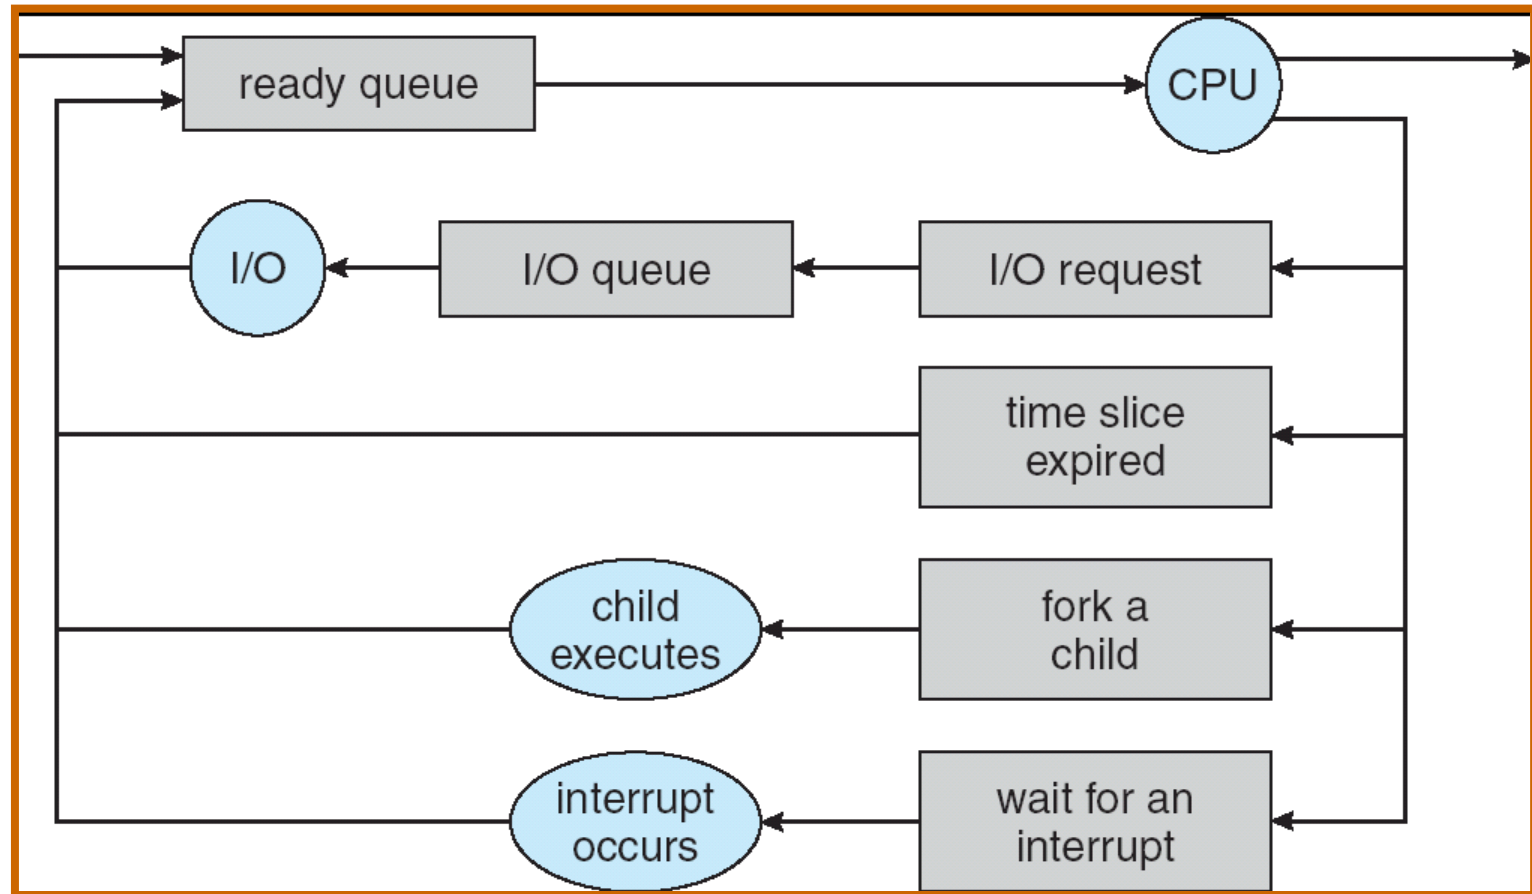 ready queue
CPU
I/O
I/O queue
I/O request
time slice
expired
child
executes
fork a
child
interrupt
occurs
wait for an
interrupt